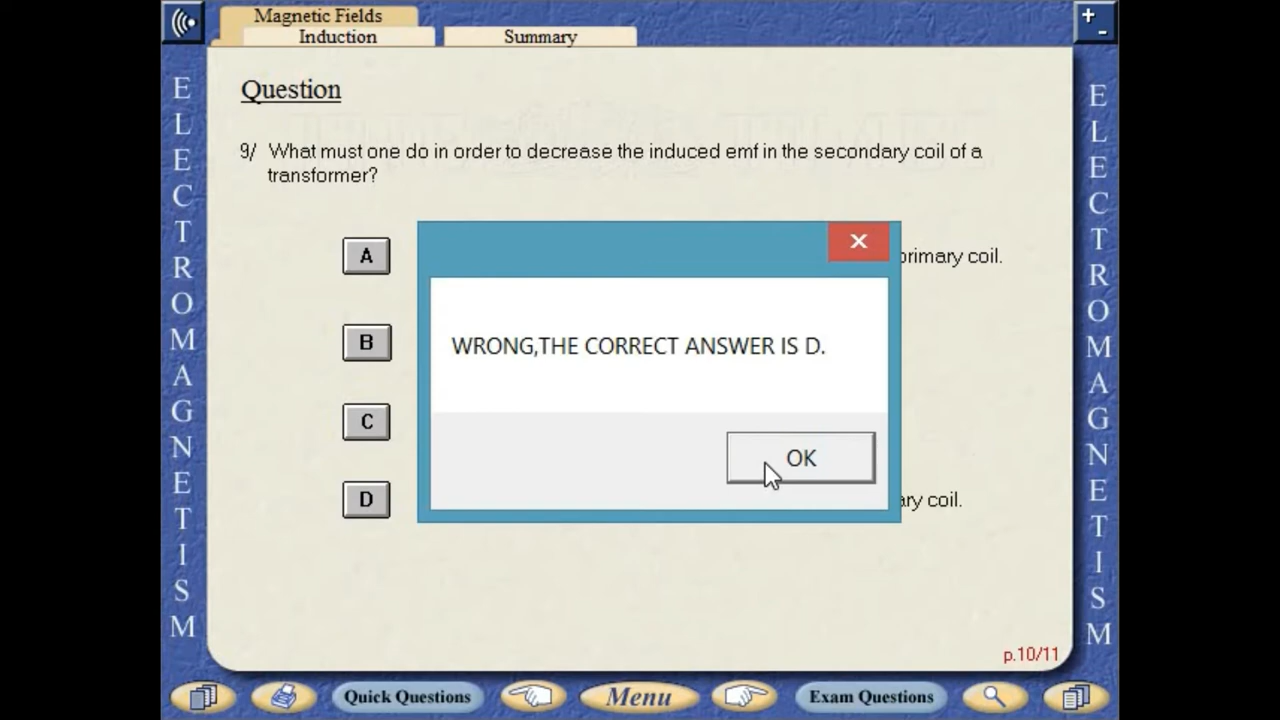 Magnetic Fields
Induction
Summary
+
-
ELECTROMAGNETISM
ELECTROMAGNETISM
Question
9/ What must one do in order to decrease the induced emf in the secondary coil of a
transformer?
A
primary coil.
B
WRONG,THE CORRECT ANSWER IS D.
C
OK
D
coil.
p.10/11
Quick Questions
Menu
Exam Questions